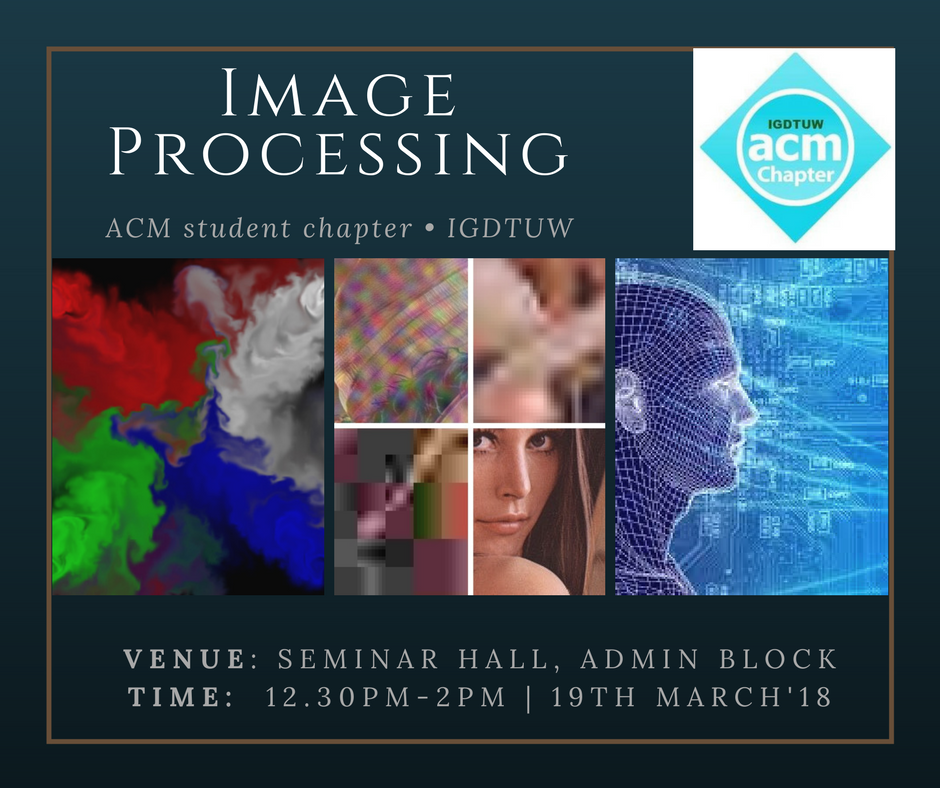 IMAGE
PROCESSING
ACM student chapter • IGDTUW
IGDTUW
acm
Chapter
VENUE: SEMINAR HALL, ADMIN BLOCK
TIME: 12.30PM-2PM | 19TH MARCH'18